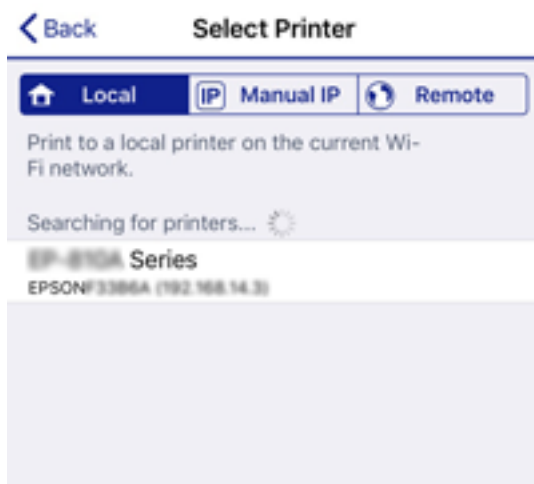 Back
Select Printer
Local
IP
Manual IP
Remote
Print to a local printer on the current Wi-
Fi network.
Searching for printers...
Series
EPSON